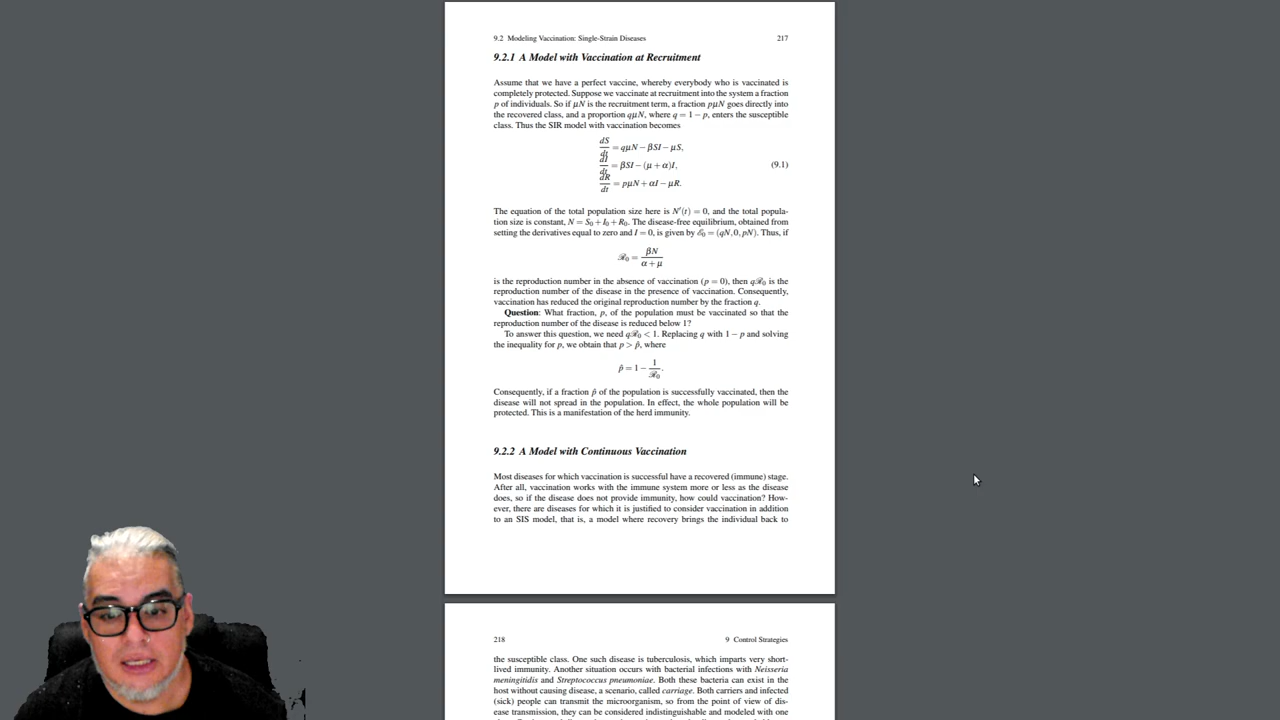 9.2 Modeling Vaccination: Single-Strain Diseases 217
9.2.1 A Model with Vaccination at Recruitment
Assume that we have a perfect vaccine, whereby everybody who is vaccinated is
completely protected. Suppose we vaccinate at recruitment into the system a fraction
p of individuals. So if μN is the recruitment term, a fraction pμN goes directly into
the recovered class, and a proportion qμN, where q = 1 − p, enters the susceptible
class. Thus the SIR model with vaccination becomes
dS/dt = qμN − βSI − μS,
dI/dt = βSI − (μ + α)I, (9.1)
dR/dt = pμN + αI − μR.
The equation of the total population size here is N′(t) = 0, and the total popula-
tion size is constant, N = S₀ + I₀ + R₀. The disease-free equilibrium, obtained from
setting the derivatives equal to zero and I = 0, is given by ℰ₀ = (qN, 0, pN). Thus, if
ℛ₀ = βN/(α + μ)
is the reproduction number in the absence of vaccination (p = 0), then qℛ₀ is the
reproduction number of the disease in the presence of vaccination. Consequently,
vaccination has reduced the original reproduction number by the fraction q.
Question: What fraction, p, of the population must be vaccinated so that the
reproduction number of the disease is reduced below 1?
To answer this question, we need qℛ₀ < 1. Replacing q with 1 − p and solving
the inequality for p, we obtain that p > p̂, where
p̂ = 1 − 1/ℛ₀.
Consequently, if a fraction p̂ of the population is successfully vaccinated, then the
disease will not spread in the population. In effect, the whole population will be
protected. This is a manifestation of the herd immunity.
9.2.2 A Model with Continuous Vaccination
Most diseases for which vaccination is successful have a recovered (immune) stage.
After all, vaccination works with the immune system more or less as the disease
does, so if the disease does not provide immunity, how could vaccination? How-
ever, there are diseases for which it is justified to consider vaccination in addition
to an SIS model, that is, a model where recovery brings the individual back to
218 9 Control Strategies
the susceptible class. One such disease is tuberculosis, which imparts very short-
lived immunity. Another situation occurs with bacterial infections with Neisseria
meningitidis and Streptococcus pneumoniae. Both these bacteria can exist in the
host without causing disease, a scenario, called carriage. Both carriers and infected
(sick) people can transmit the microorganism, so from the point of view of dis-
ease transmission, they can be considered indistinguishable and modeled with one